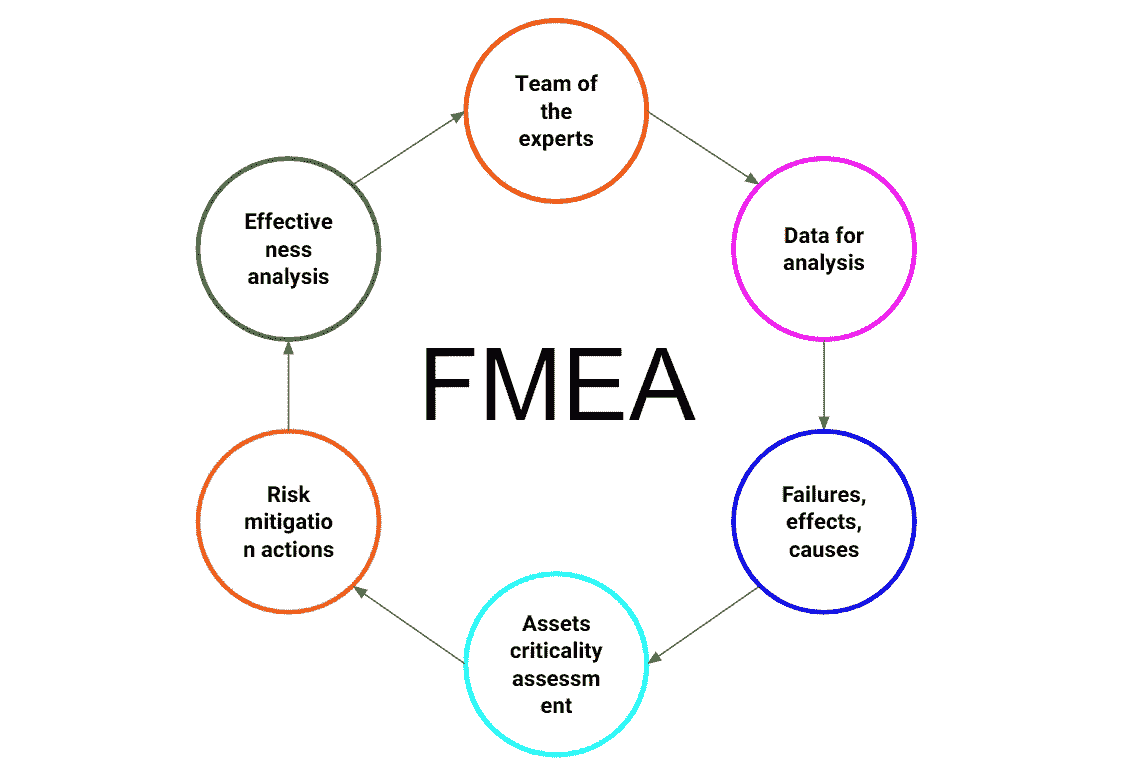 Team of
the
experts
Data for
analysis
Failures,
effects,
causes
Assets
criticality
assessm
ent
Risk
mitigatio
n actions
Effective
ness
analysis
FMEA